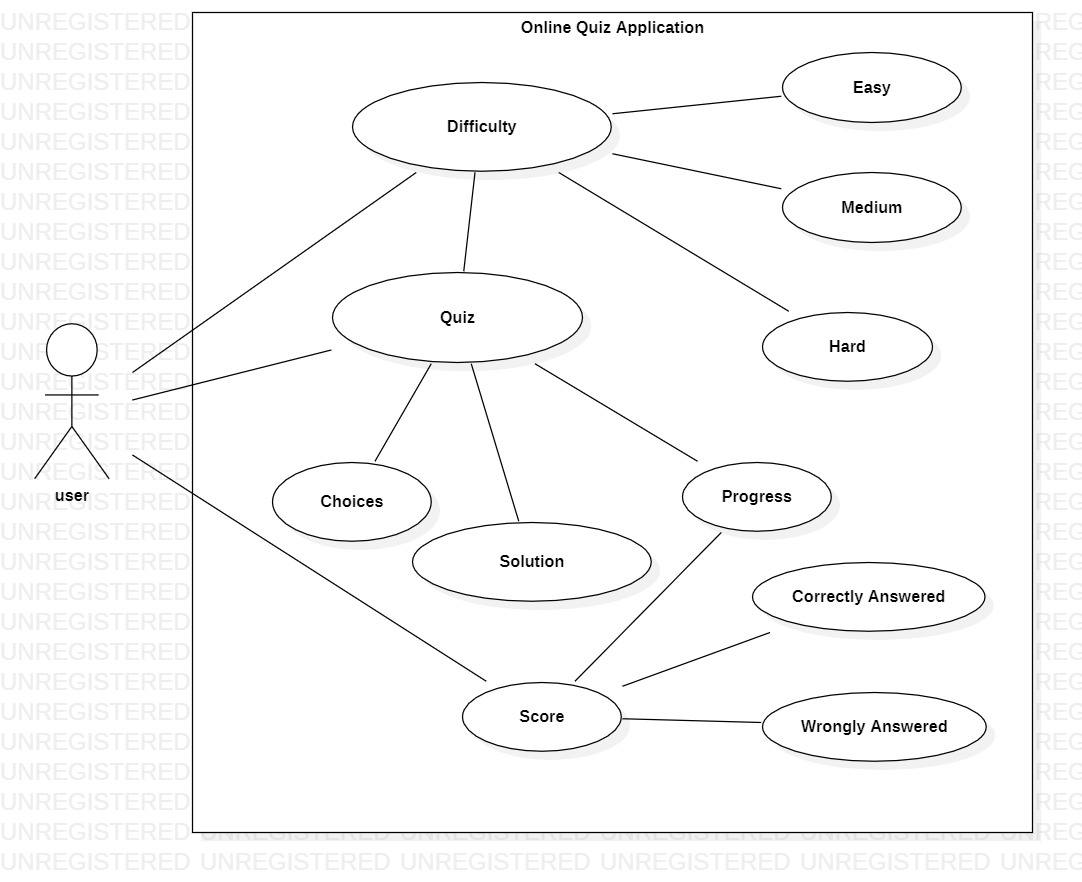 Online Quiz Application
Easy
Difficulty
Medium
Quiz
Hard
user
Choices
Progress
Solution
Correctly Answered
Score
Wrongly Answered
UNREGISTERED UNREGISTERED UNREGISTERED UNREGISTERED UNREGISTERED UNREG